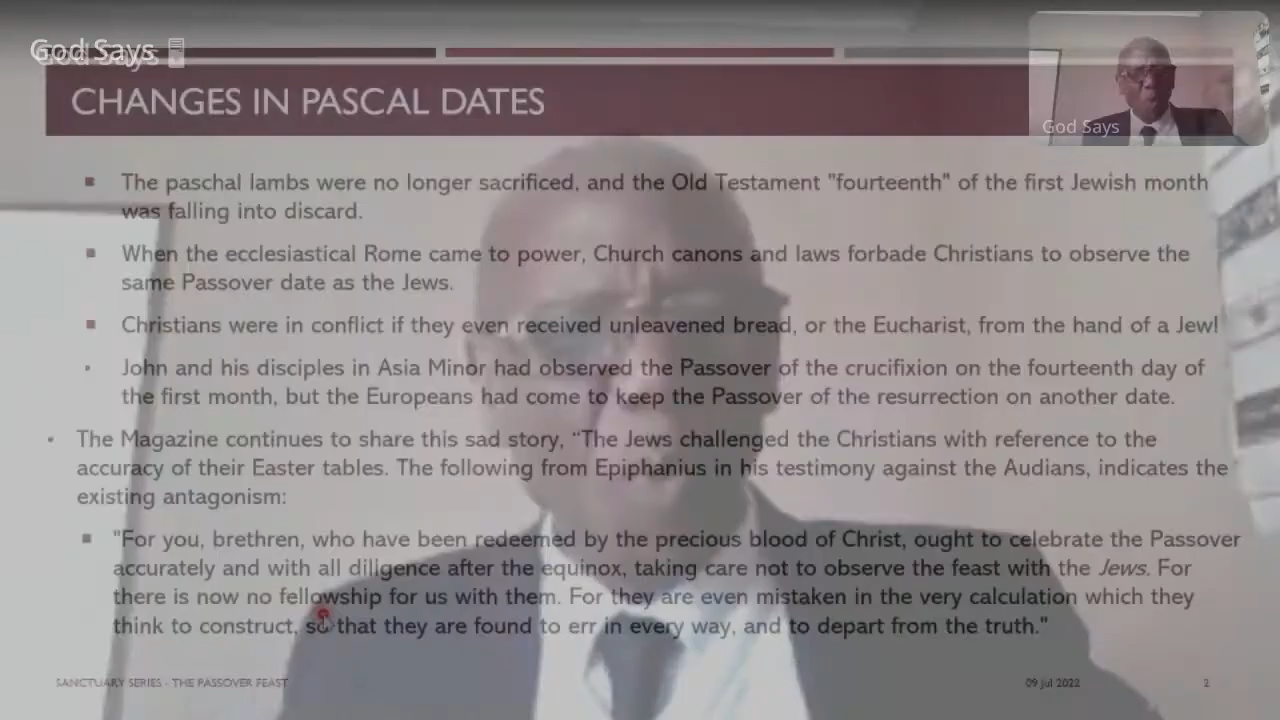 God Says
God Says
CHANGES IN PASCAL DATES
God Says
The paschal lambs were no longer sacrificed, and the Old Testament "fourteenth" of the first Jewish month
was falling into discard.
When the ecclesiastical Rome came to power, Church canons and laws forbade Christians to observe the
same Passover date as the Jews.
Christians were in conflict if they even received unleavened bread, or the Eucharist, from the hand of a Jew!
John and his disciples in Asia Minor had observed the Passover of the crucifixion on the fourteenth day of
the first month, but the Europeans had come to keep the Passover of the resurrection on another date.
The Magazine continues to share this sad story, “The Jews challenged the Christians with reference to the
accuracy of their Easter tables. The following from Epiphanius in his testimony against the Audians, indicates the
existing antagonism:
"For you, brethren, who have been redeemed by the precious blood of Christ, ought to celebrate the Passover
accurately and with all diligence after the equinox, taking care not to observe the feast with the Jews. For
there is now no fellowship for us with them. For they are even mistaken in the very calculation which they
think to construct, so that they are found to err in every way, and to depart from the truth."
SANCTUARY SERIES - THE PASSOVER FEAST
09 Jul 2022
2